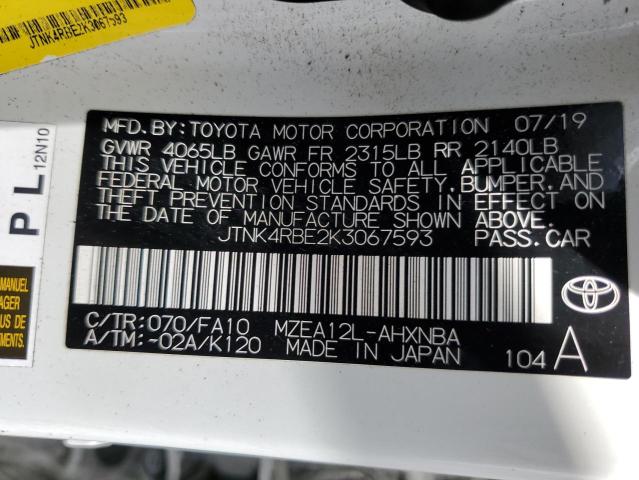 JTNK4RBE2K3067593
P L
12N10
MANUEL
AGER
MFD.BY:TOYOTA MOTOR CORPORATION 07/19
GVWR 4065LB GAWR FR 2315LB RR 2140LB
THIS VEHICLE CONFORMS TO ALL APPLICABLE
FEDERAL MOTOR VEHICLE SAFETY,BUMPER,AND
THEFT PREVENTION STANDARDS IN EFFECT ON
THE DATE OF MANUFACTURE SHOWN ABOVE.
JTNK4RBE2K3067593 PASS.CAR
C/TR:070/FA10 MZEA12L-AHXNBA
A/TM:-02A/K120 MADE IN JAPAN
104 A